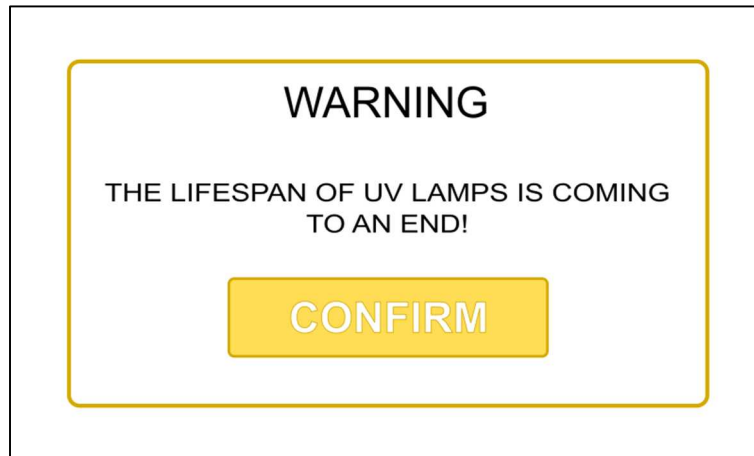 WARNING
THE LIFESPAN OF UV LAMPS IS COMING
TO AN END!
CONFIRM